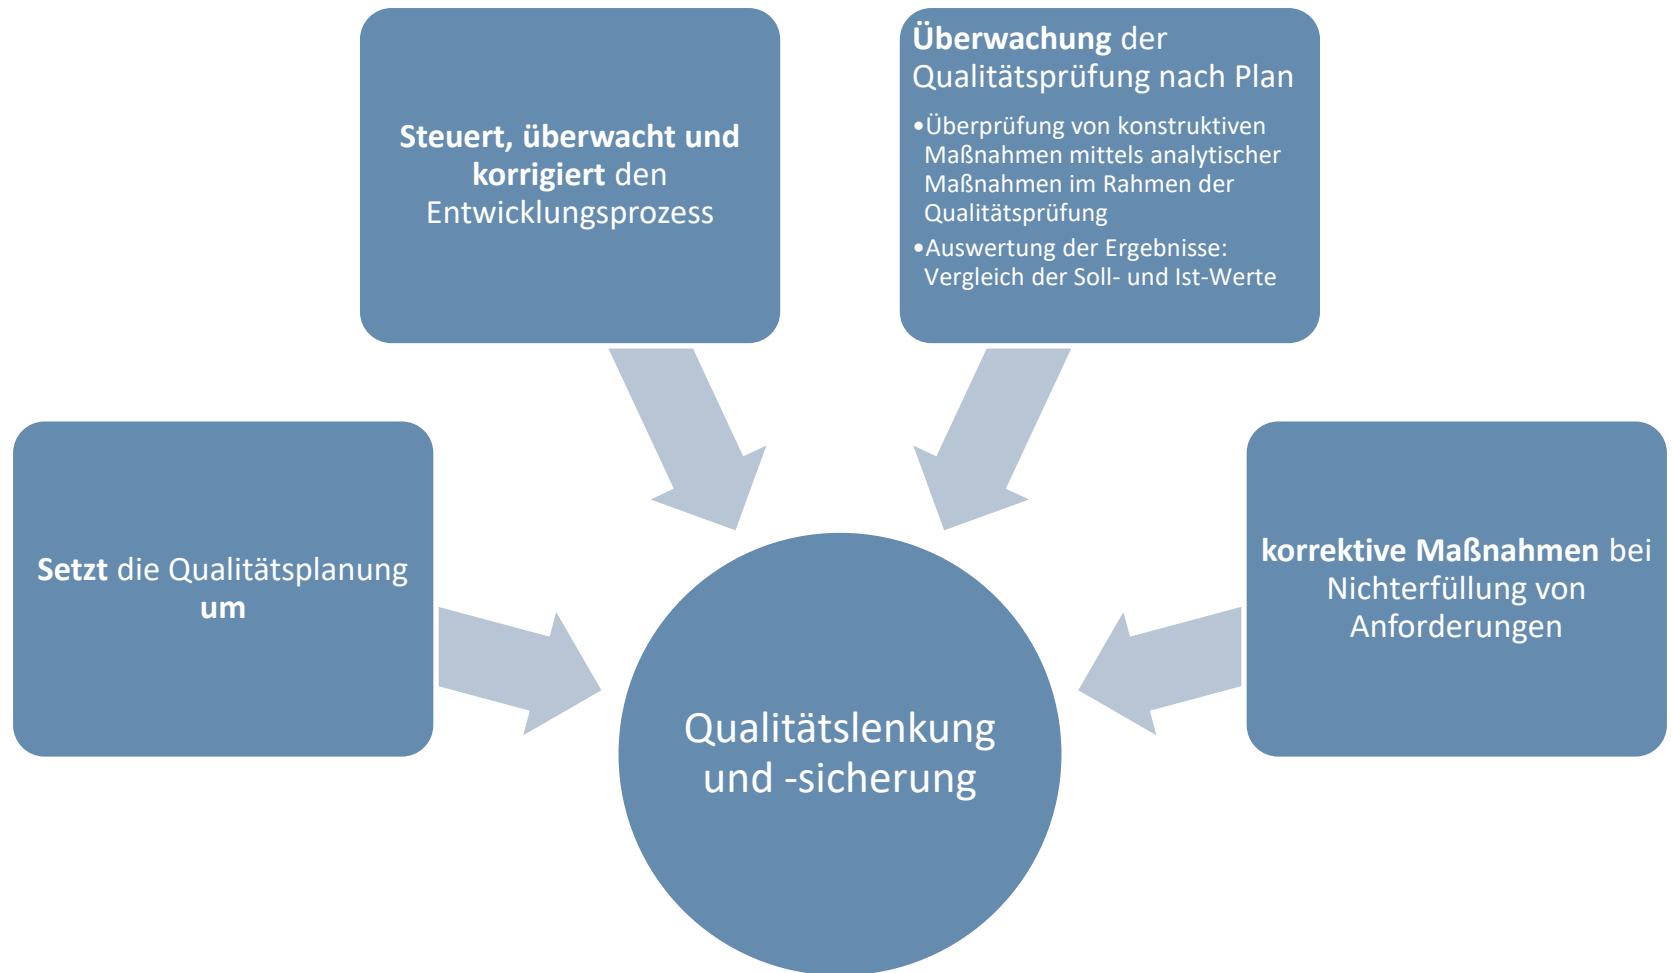 Steuert, überwacht und
korrigiert den
Entwicklungsprozess
Überwachung der
Qualitätsprüfung nach Plan
•Überprüfung von konstruktiven
Maßnahmen mittels analytischer
Maßnahmen im Rahmen der
Qualitätsprüfung
•Auswertung der Ergebnisse:
Vergleich der Soll- und Ist-Werte
Setzt die Qualitätsplanung
um
korrektive Maßnahmen bei
Nichterfüllung von
Anforderungen
Qualitätslenkung
und -sicherung